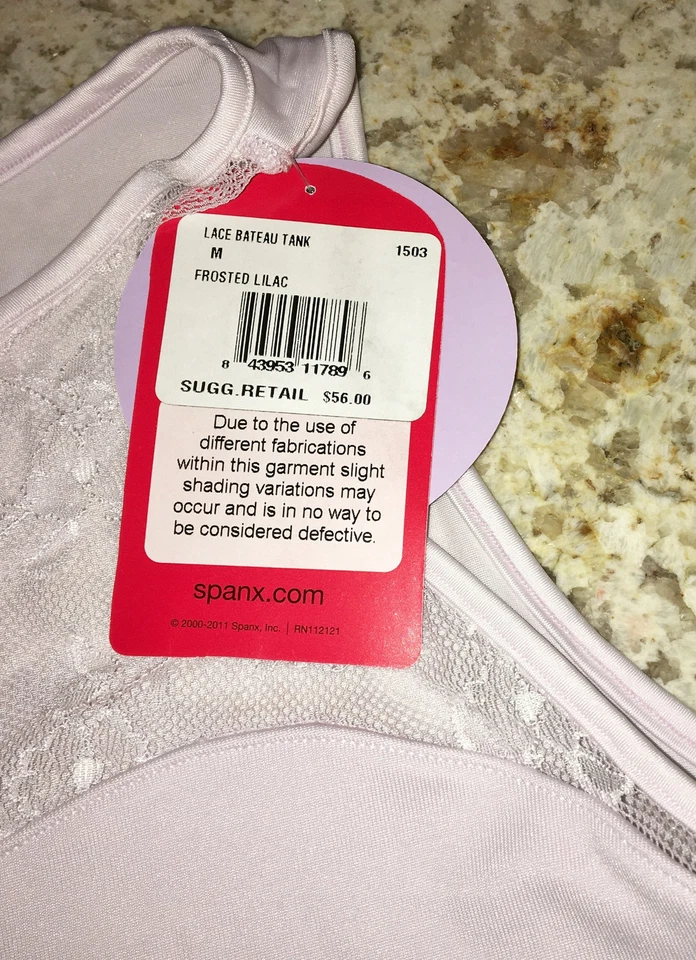 LACE BATEAU TANK
M 1503
FROSTED LILAC
8 43953 11789 6
SUGG.RETAIL $56.00
Due to the use of
different fabrications
within this garment slight
shading variations may
occur and is in no way to
be considered defective.
spanx.com
© 2000-2011 Spanx, Inc. | RN112121